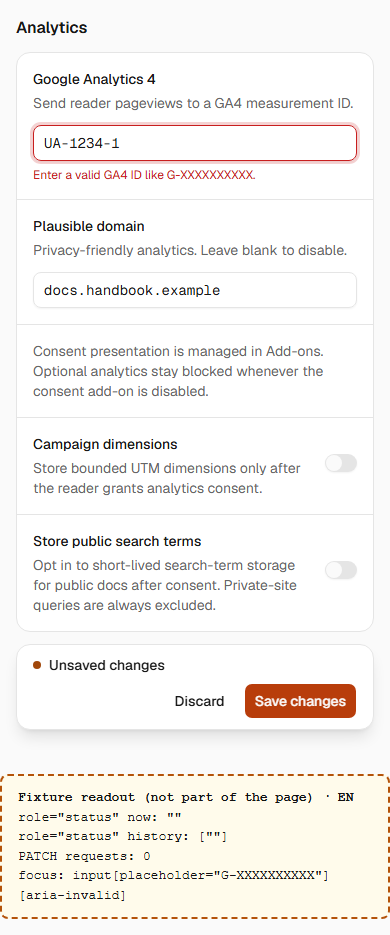 Analytics
Google Analytics 4
Send reader pageviews to a GA4 measurement ID.
UA-1234-1
Enter a valid GA4 ID like G-XXXXXXXXXX.
Plausible domain
Privacy-friendly analytics. Leave blank to disable.
docs.handbook.example
Consent presentation is managed in Add-ons.
Optional analytics stay blocked whenever the
consent add-on is disabled.
Campaign dimensions
Store bounded UTM dimensions only after
the reader grants analytics consent.
Store public search terms
Opt in to short-lived search-term storage
for public docs after consent. Private-site
queries are always excluded.
Unsaved changes
Discard
Save changes
Fixture readout (not part of the page) · EN
role="status" now: ""
role="status" history: [""]
PATCH requests: 0
focus: input[placeholder="G-XXXXXXXXXX"]
[aria-invalid]